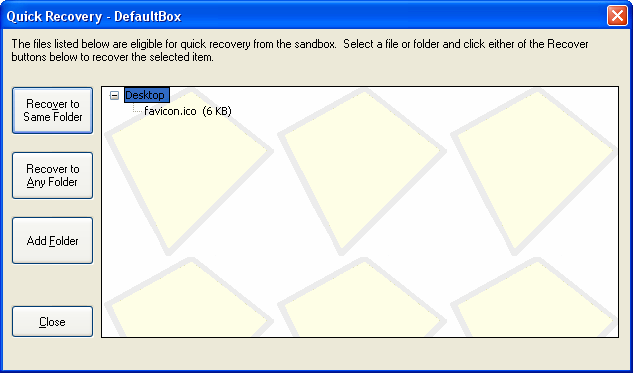 Quick Recovery - DefaultBox
The files listed below are eligible for quick recovery from the sandbox. Select a file or folder and click either of the Recover
buttons below to recover the selected item.
Recover to
Same Folder
Desktop
favicon.ico (6 KB)
Recover to
Any Folder
Add Folder
Close